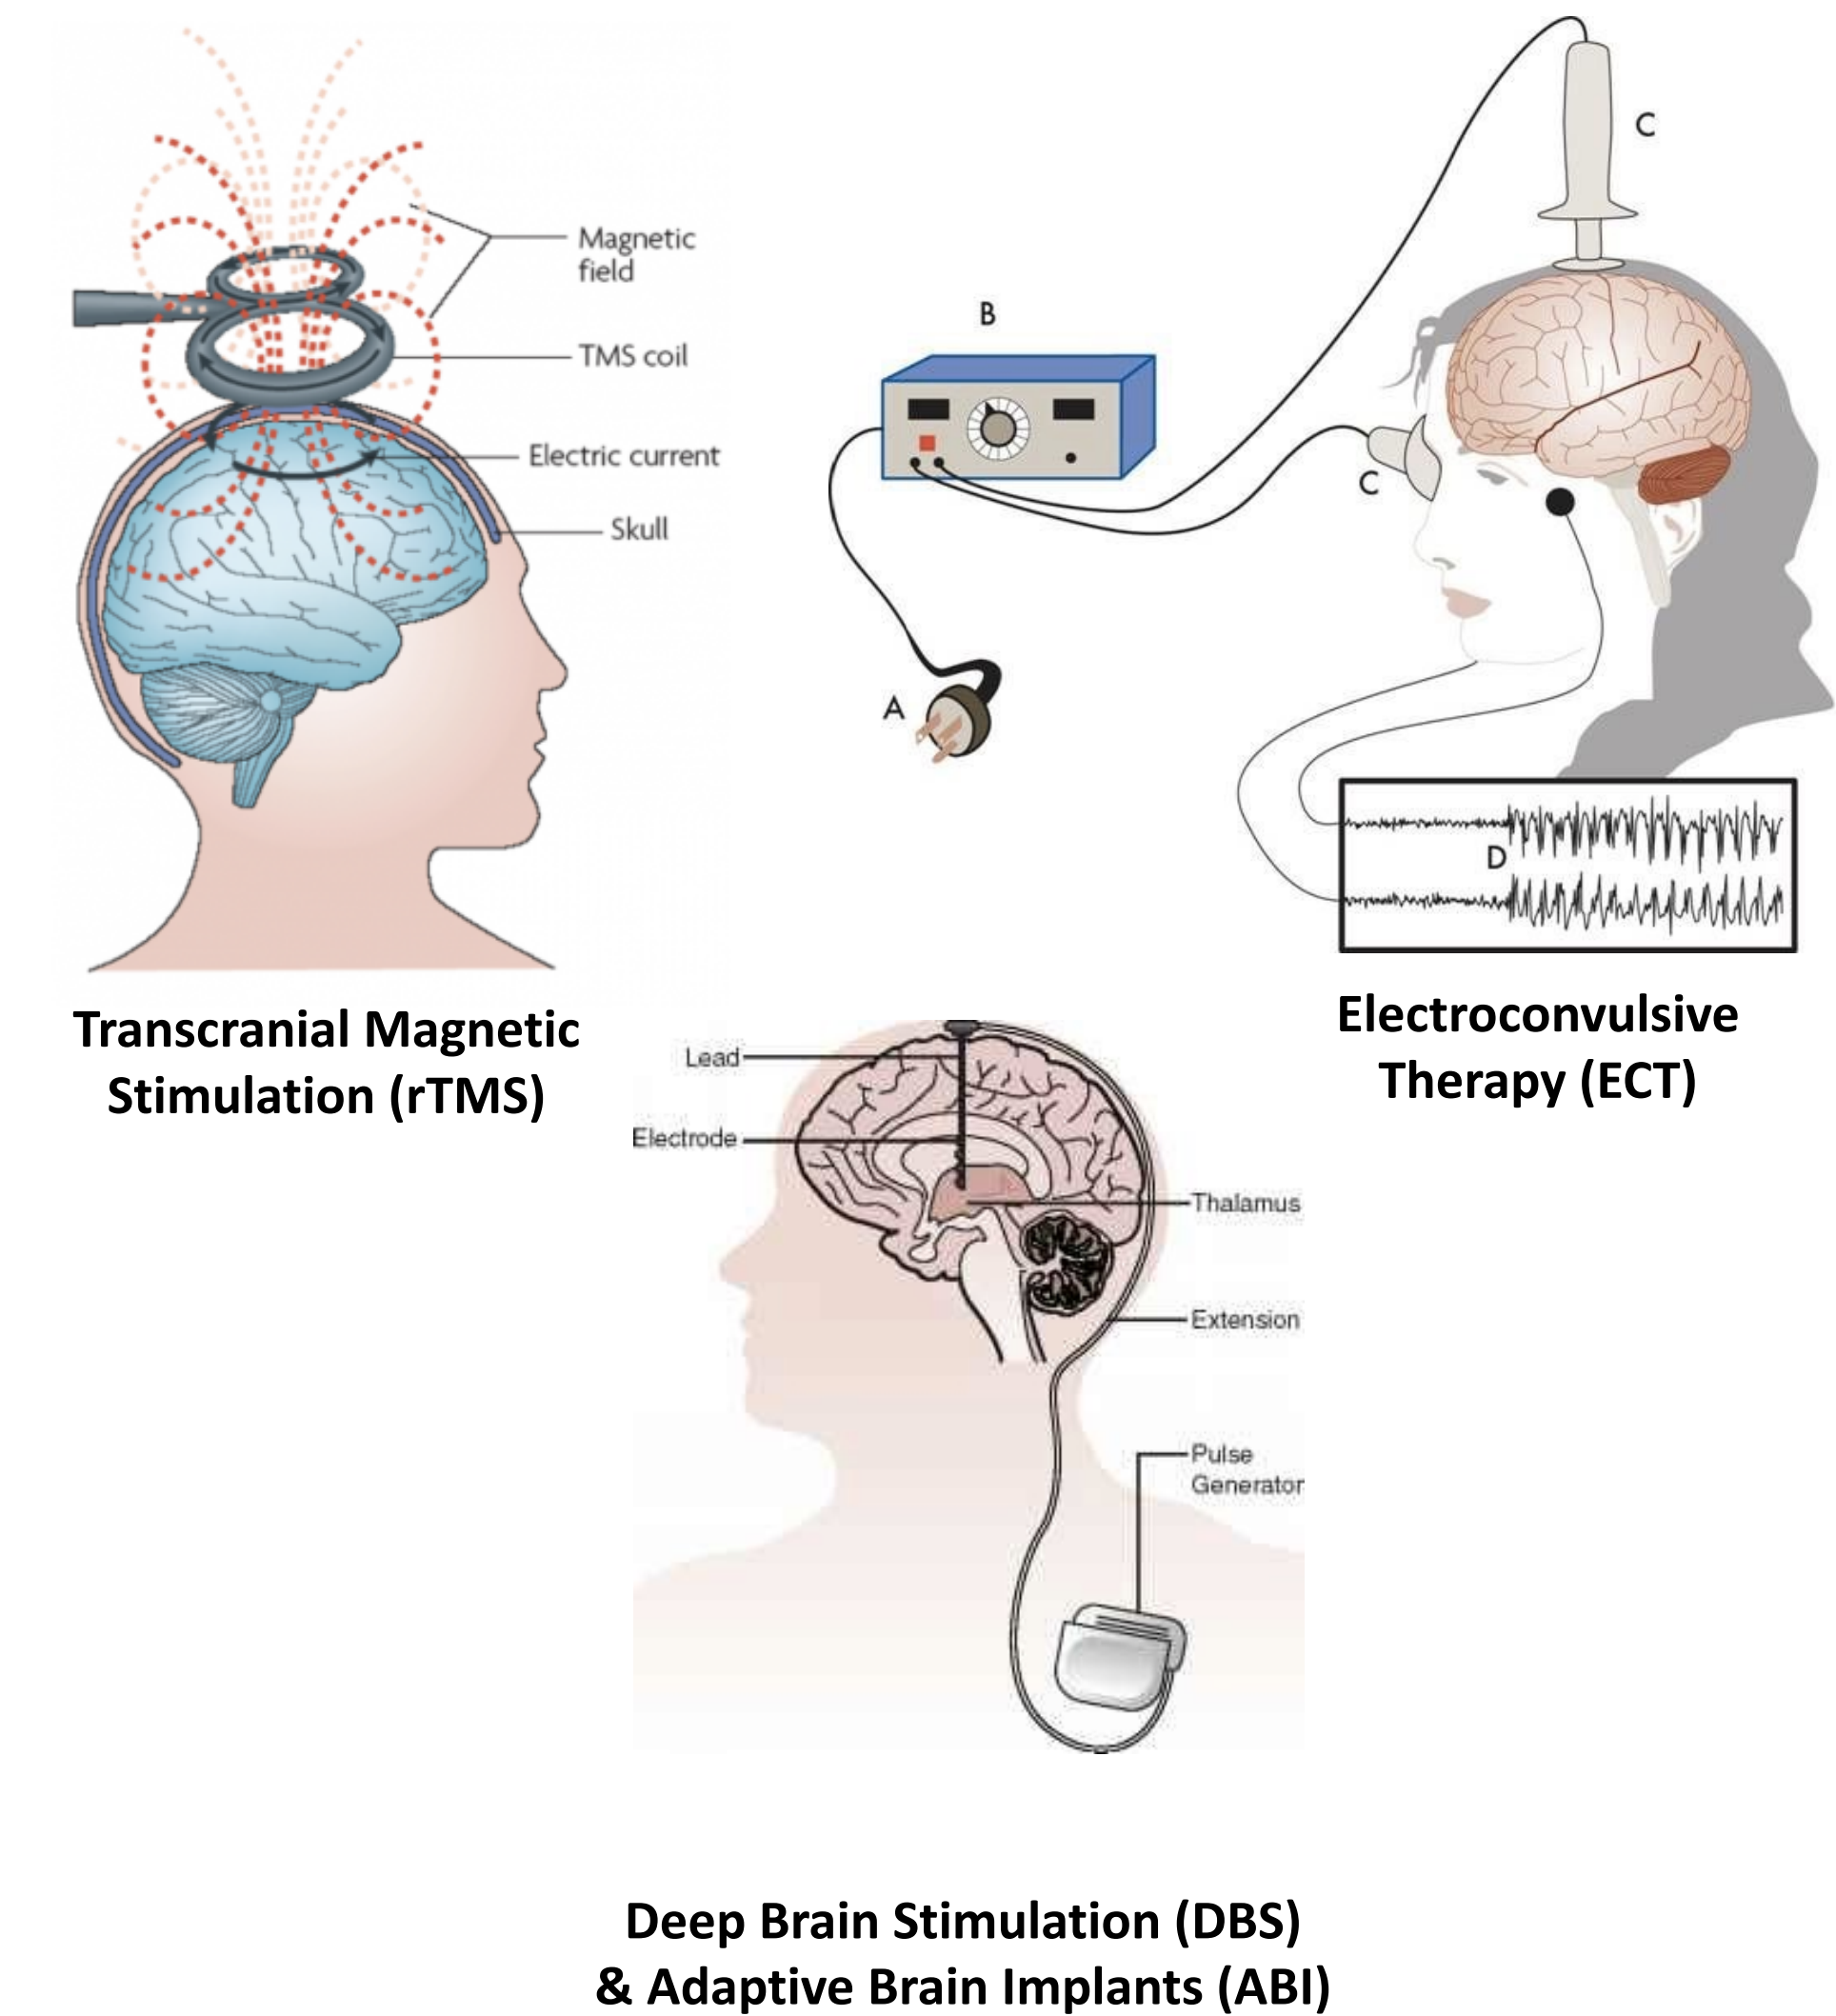 Magnetic
field
TMS coil
Electric current
Skull
Transcranial Magnetic
Stimulation (rTMS)
C
B
C
A
D
Electroconvulsive
Therapy (ECT)
Lead
Electrode
Thalamus
Extension
Pulse
Generator
Deep Brain Stimulation (DBS)
& Adaptive Brain Implants (ABI)